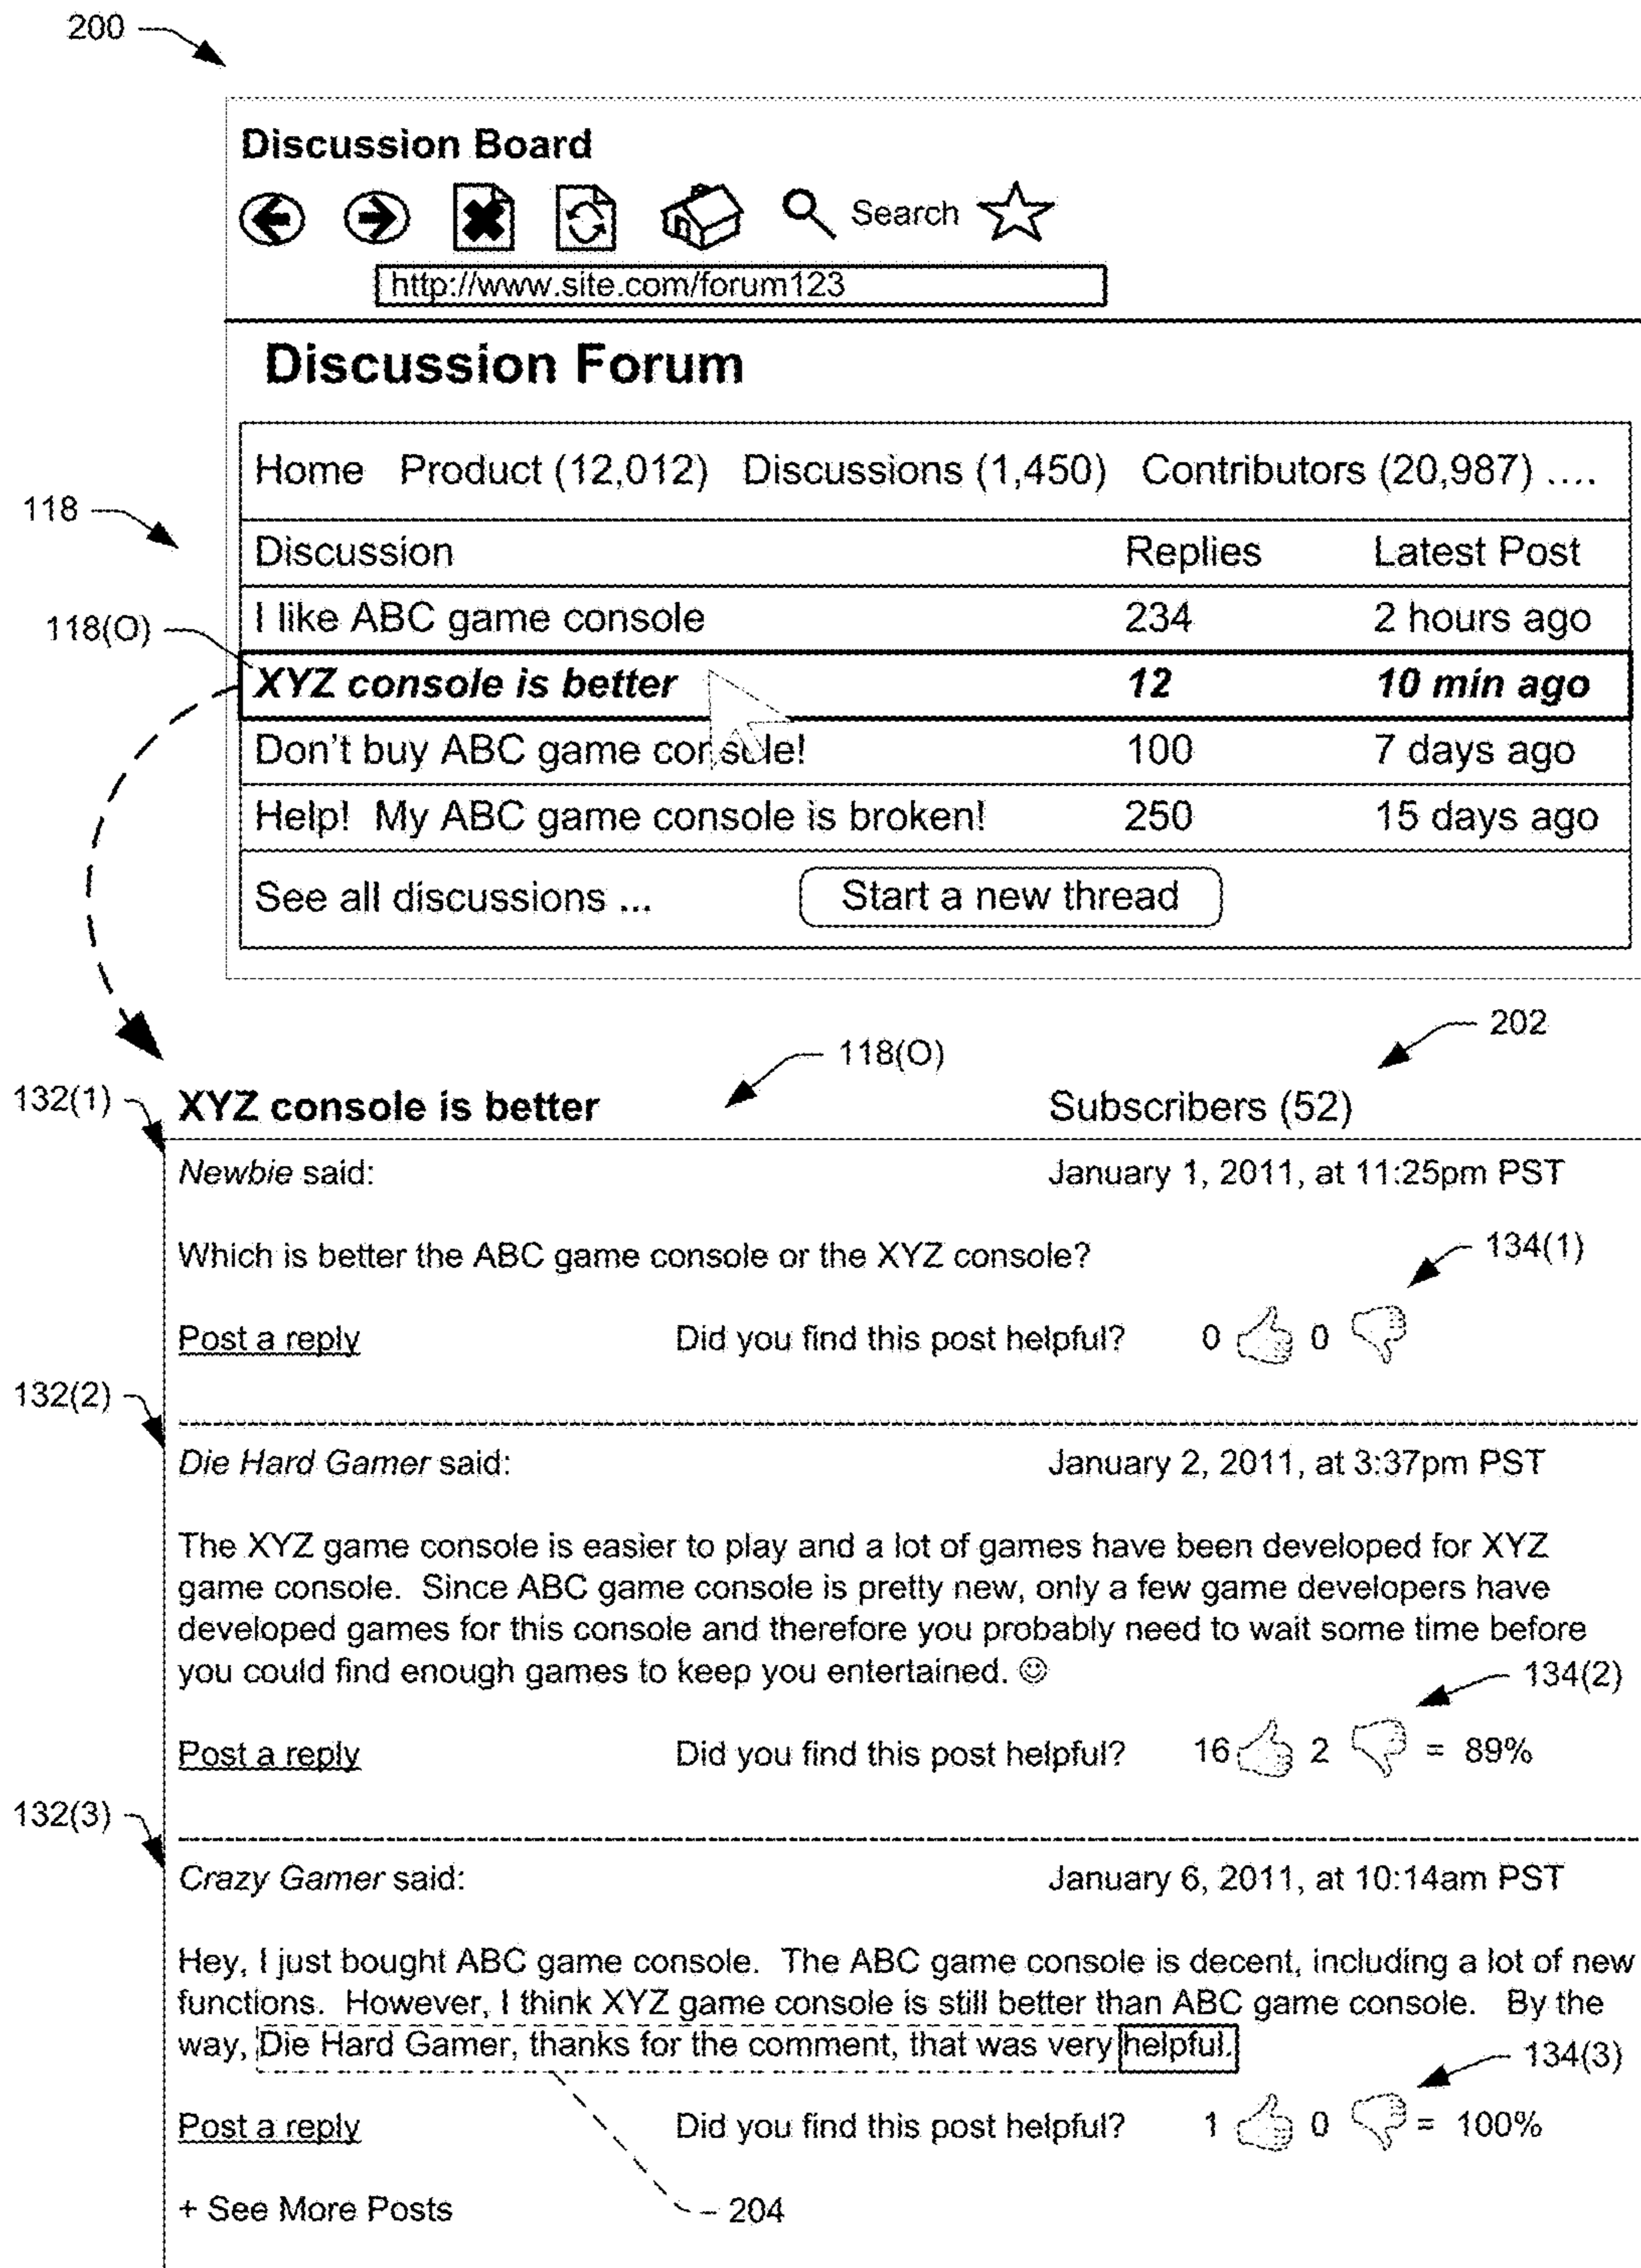 200
Discussion Board
Search
http://www.site.com/forum123
Discussion Forum
Home Product (12,012) Discussions (1,450) Contributors (20,987) ....
118
Discussion Replies Latest Post
I like ABC game console 234 2 hours ago
118(O)
XYZ console is better 12 10 min ago
Don't buy ABC game console! 100 7 days ago
Help! My ABC game console is broken! 250 15 days ago
See all discussions ... Start a new thread
202
118(O)
132(1)
XYZ console is better Subscribers (52)
Newbie said: January 1, 2011, at 11:25pm PST
Which is better the ABC game console or the XYZ console?
134(1)
Post a reply Did you find this post helpful? 0 0
132(2)
Die Hard Gamer said: January 2, 2011, at 3:37pm PST
The XYZ game console is easier to play and a lot of games have been developed for XYZ
game console. Since ABC game console is pretty new, only a few game developers have
developed games for this console and therefore you probably need to wait some time before
you could find enough games to keep you entertained. ☺
134(2)
Post a reply Did you find this post helpful? 16 2 = 89%
132(3)
Crazy Gamer said: January 6, 2011, at 10:14am PST
Hey, I just bought ABC game console. The ABC game console is decent, including a lot of new
functions. However, I think XYZ game console is still better than ABC game console. By the
way, Die Hard Gamer, thanks for the comment, that was very helpful.
134(3)
Post a reply Did you find this post helpful? 1 0 = 100%
+ See More Posts
204